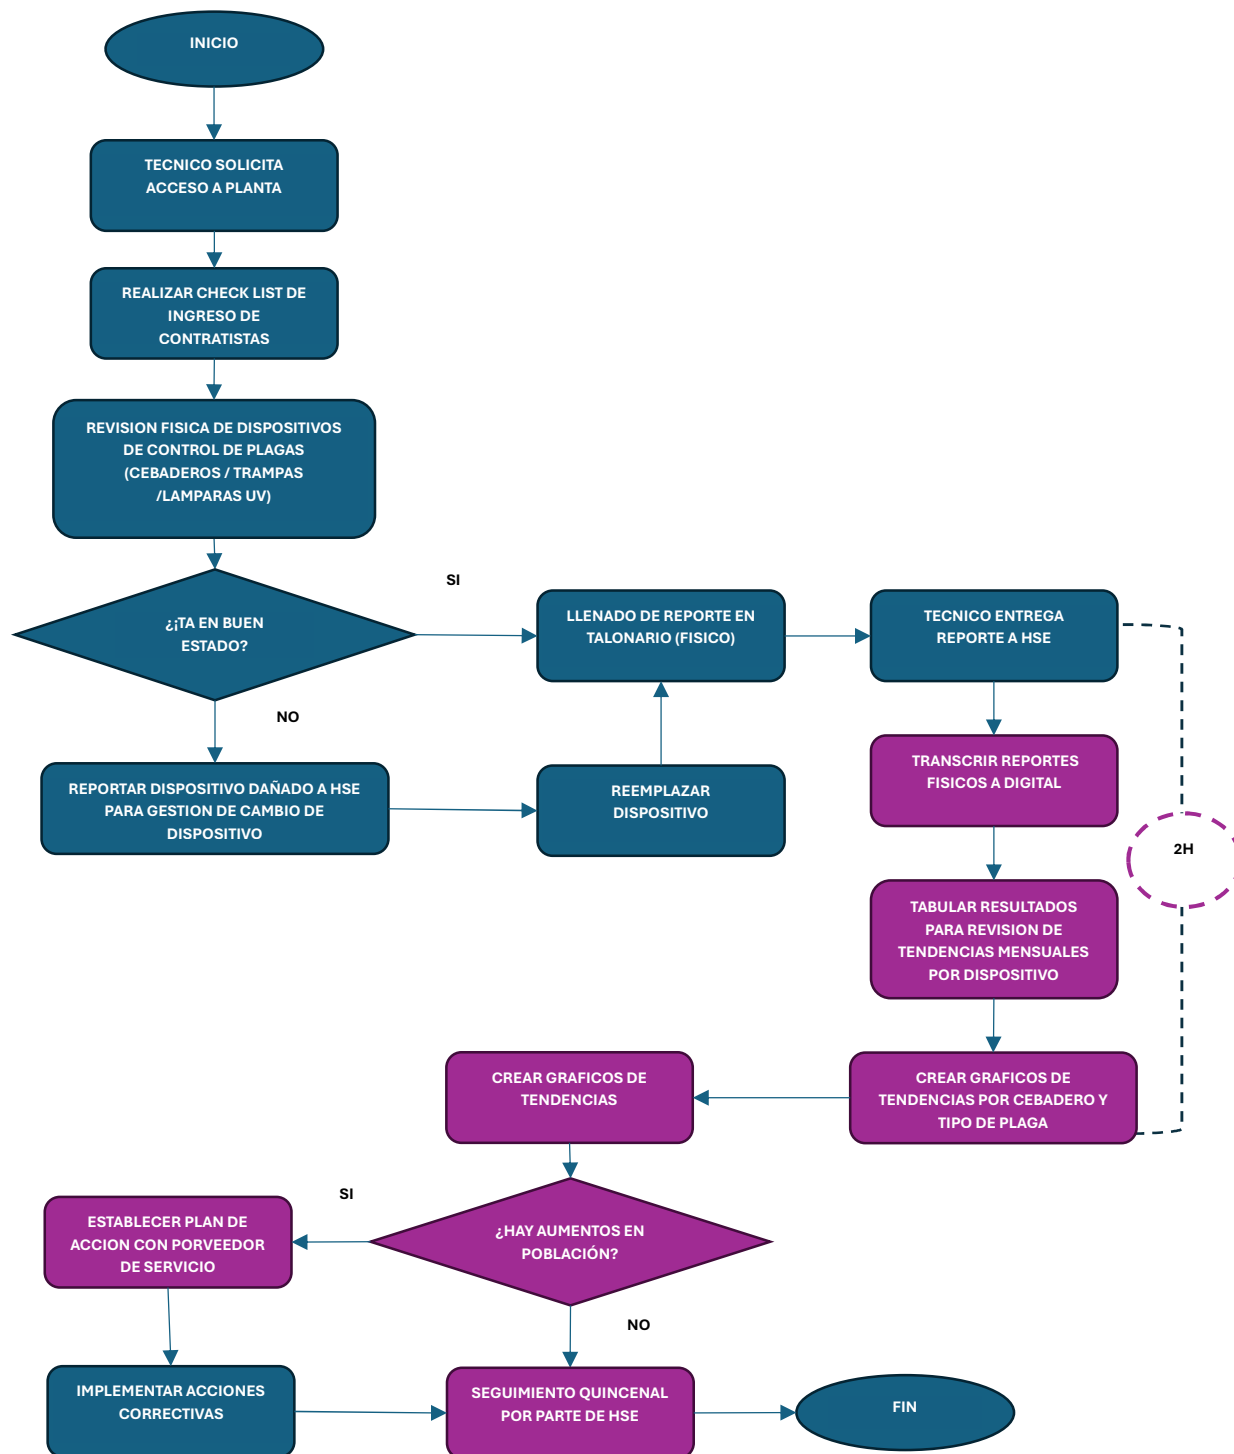 INICIO
TECNICO SOLICITA
ACCESO A PLANTA
REALIZAR CHECK LIST DE
INGRESO DE
CONTRATISTAS
REVISION FISICA DE DISPOSITIVOS
DE CONTROL DE PLAGAS
(CEBADEROS / TRAMPAS
/LAMPARAS UV)
¿¡TA EN BUEN
ESTADO?
SI
NO
LLENADO DE REPORTE EN
TALONARIO (FISICO)
TECNICO ENTREGA
REPORTE A HSE
REPORTAR DISPOSITIVO DAÑADO A HSE
PARA GESTION DE CAMBIO DE
DISPOSITIVO
REEMPLAZAR
DISPOSITIVO
TRANSCRIR REPORTES
FISICOS A DIGITAL
2H
TABULAR RESULTADOS
PARA REVISION DE
TENDENCIAS MENSUALES
POR DISPOSITIVO
CREAR GRAFICOS DE
TENDENCIAS POR CEBADERO Y
TIPO DE PLAGA
CREAR GRAFICOS DE
TENDENCIAS
¿HAY AUMENTOS EN
POBLACIÓN?
SI
NO
ESTABLECER PLAN DE
ACCION CON PORVEEDOR
DE SERVICIO
IMPLEMENTAR ACCIONES
CORRECTIVAS
SEGUIMIENTO QUINCENAL
POR PARTE DE HSE
FIN